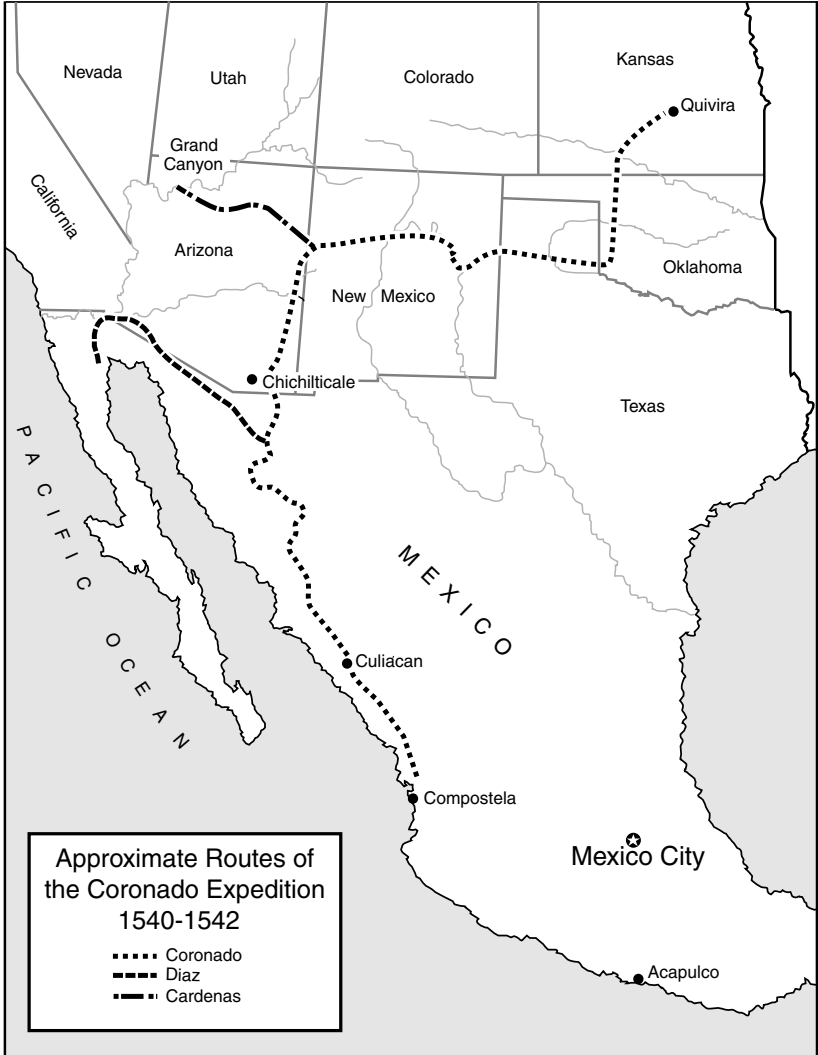 Nevada
Utah
Colorado
Kansas
Quivira
Grand
Canyon
California
Arizona
New Mexico
Oklahoma
Chichilticale
Texas
PACIFIC OCEAN
MEXICO
Culiacan
Compostela
Mexico City
Acapulco
Approximate Routes of
the Coronado Expedition
1540-1542
Coronado
Diaz
Cardenas